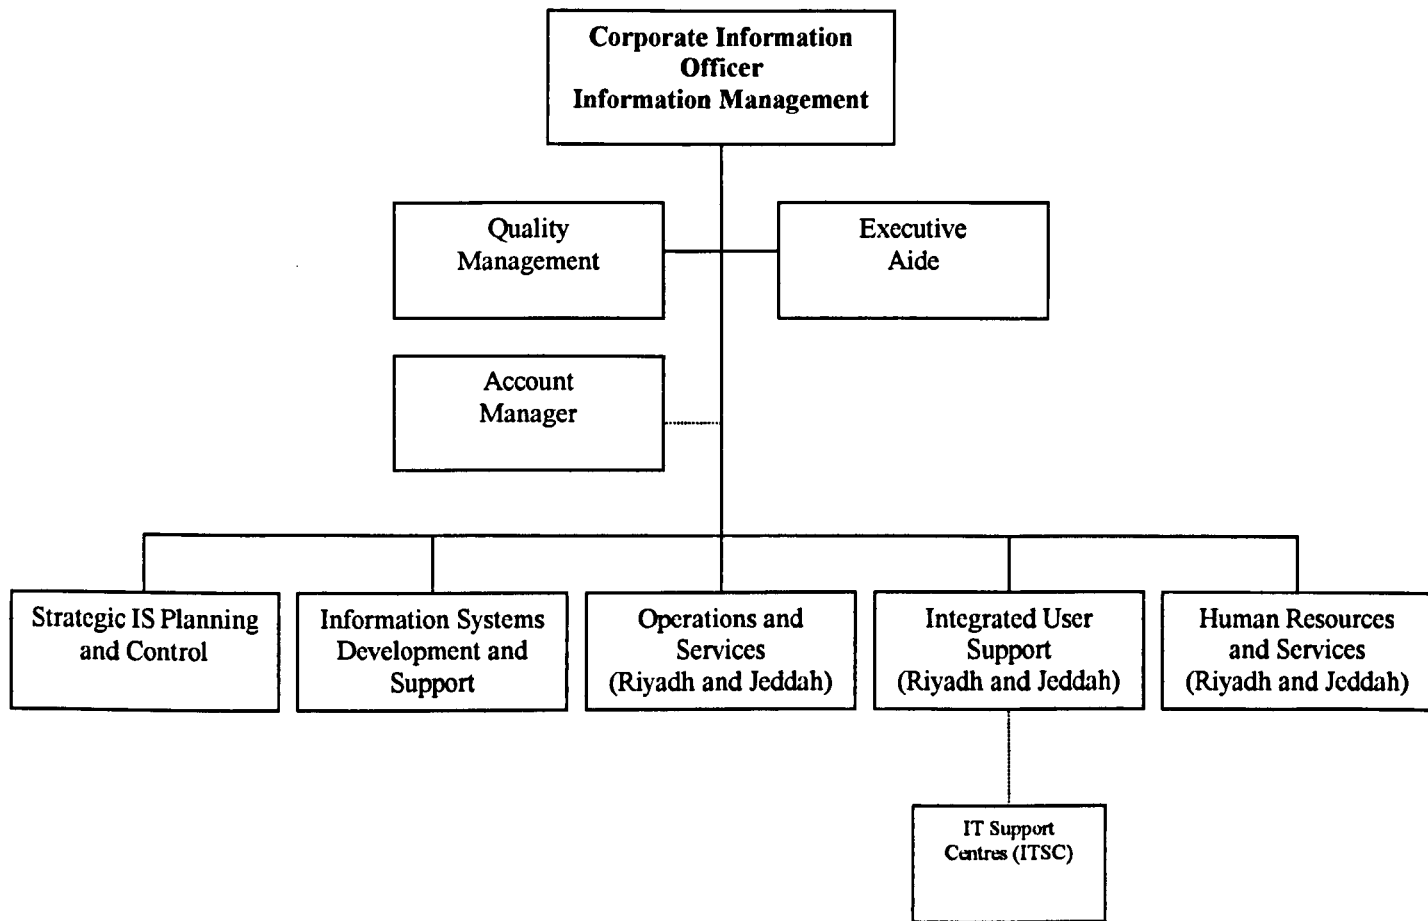 Corporate Information
Officer
Information Management
Quality
Management
Executive
Aide
Account
Manager
Strategic IS Planning
and Control
Information Systems
Development and
Support
Operations and
Services
(Riyadh and Jeddah)
Integrated User
Support
(Riyadh and Jeddah)
Human Resources
and Services
(Riyadh and Jeddah)
IT Support
Centres (ITSC)